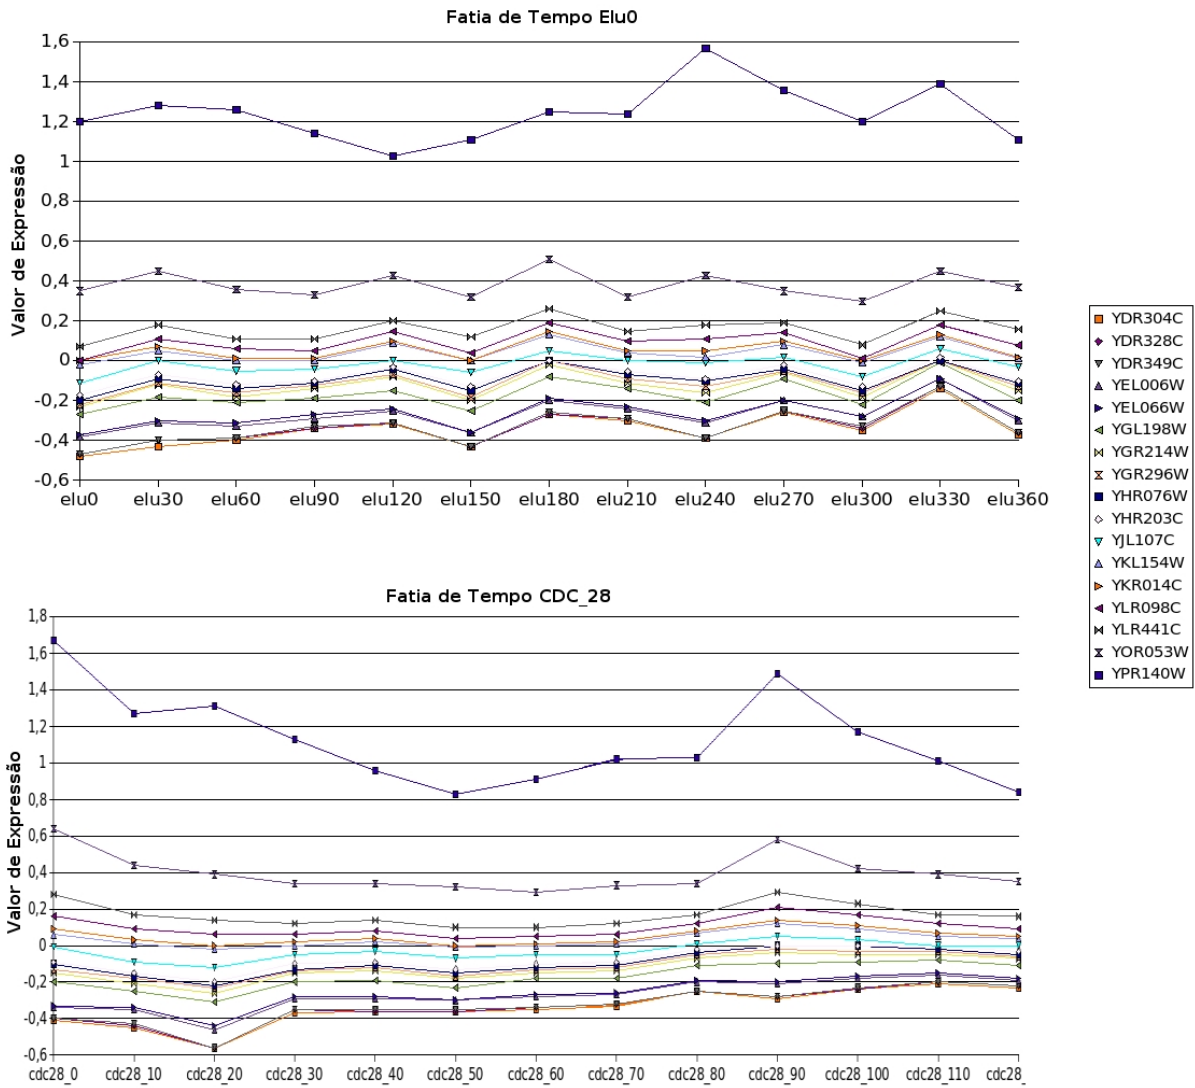 Fatia de Tempo Elu0
Valor de Expressão
1,6
1,4
1,2
1
0,8
0,6
0,4
0,2
0
-0,2
-0,4
-0,6
elu0 elu30 elu60 elu90 elu120 elu150 elu180 elu210 elu240 elu270 elu300 elu330 elu360
YDR304C
YDR328C
YDR349C
YEL006W
YEL066W
YGL198W
YGR214W
YGR296W
YHR076W
YHR203C
YJL107C
YKL154W
YKR014C
YLR098C
YLR441C
YOR053W
YPR140W
Fatia de Tempo CDC_28
Valor de Expressão
1,8
1,6
1,4
1,2
1
0,8
0,6
0,4
0,2
0
-0,2
-0,4
-0,6
cdc28_0 cdc28_10 cdc28_20 cdc28_30 cdc28_40 cdc28_50 cdc28_60 cdc28_70 cdc28_80 cdc28_90 cdc28_100 cdc28_110 cdc28_